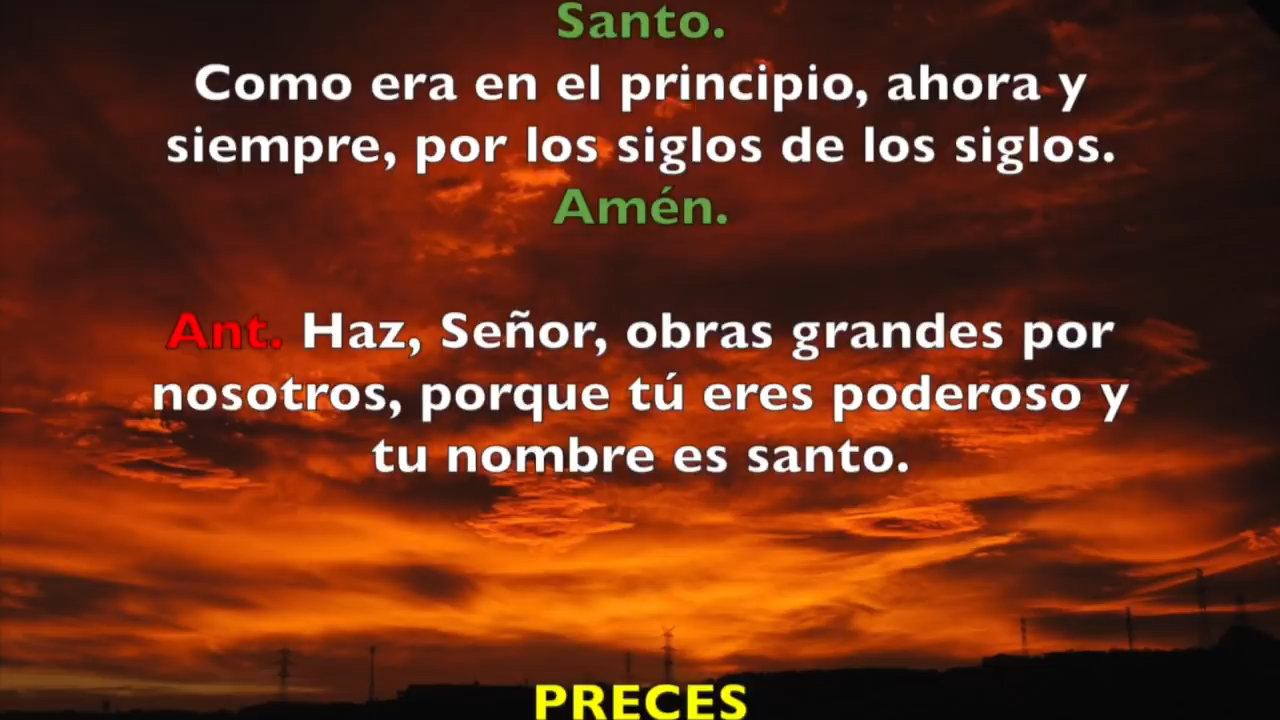 Santo.
Como era en el principio, ahora y
siempre, por los siglos de los siglos.
Amén.
Ant. Haz, Señor, obras grandes por
nosotros, porque tú eres poderoso y
tu nombre es santo.
PRECES